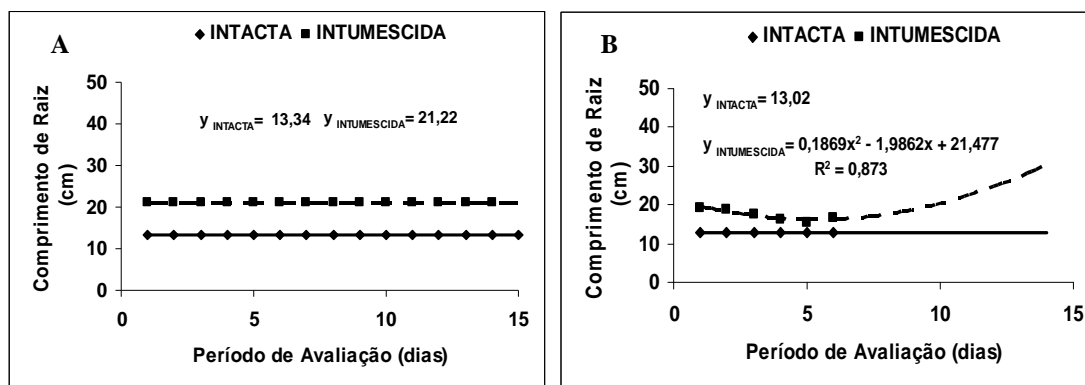 A
INTACTA INTUMESCIDA
50
40
30
20
10
0
y INTACTA= 13,34 y INTUMESCIDA= 21,22
Comprimento de Raiz
(cm)
0 5 10 15
Período de Avaliação (dias)
B
INTACTA INTUMESCIDA
50
40
30
20
10
0
y INTACTA= 13,02
y INTUMESCIDA= 0,1869x² - 1,9862x + 21,477
R² = 0,873
Comprimento de Raiz
(cm)
0 5 10 15
Período de Avaliação (dias)